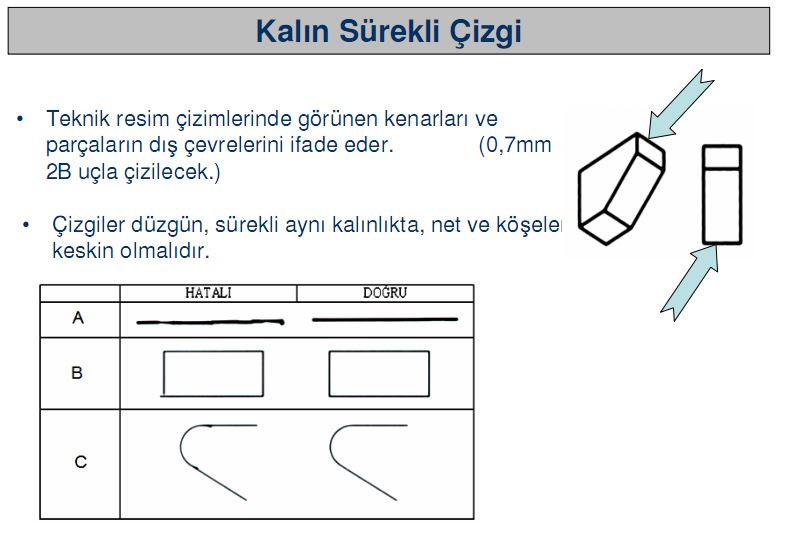 Kalın Sürekli Çizgi
• Teknik resim çizimlerinde görünen kenarları ve
parçaların dış çevrelerini ifade eder. (0,7mm
2B uçla çizilecek.)
• Çizgiler düzgün, sürekli aynı kalınlıkta, net ve köşeler
keskin olmalıdır.
HATALI DOĞRU
A
B
C